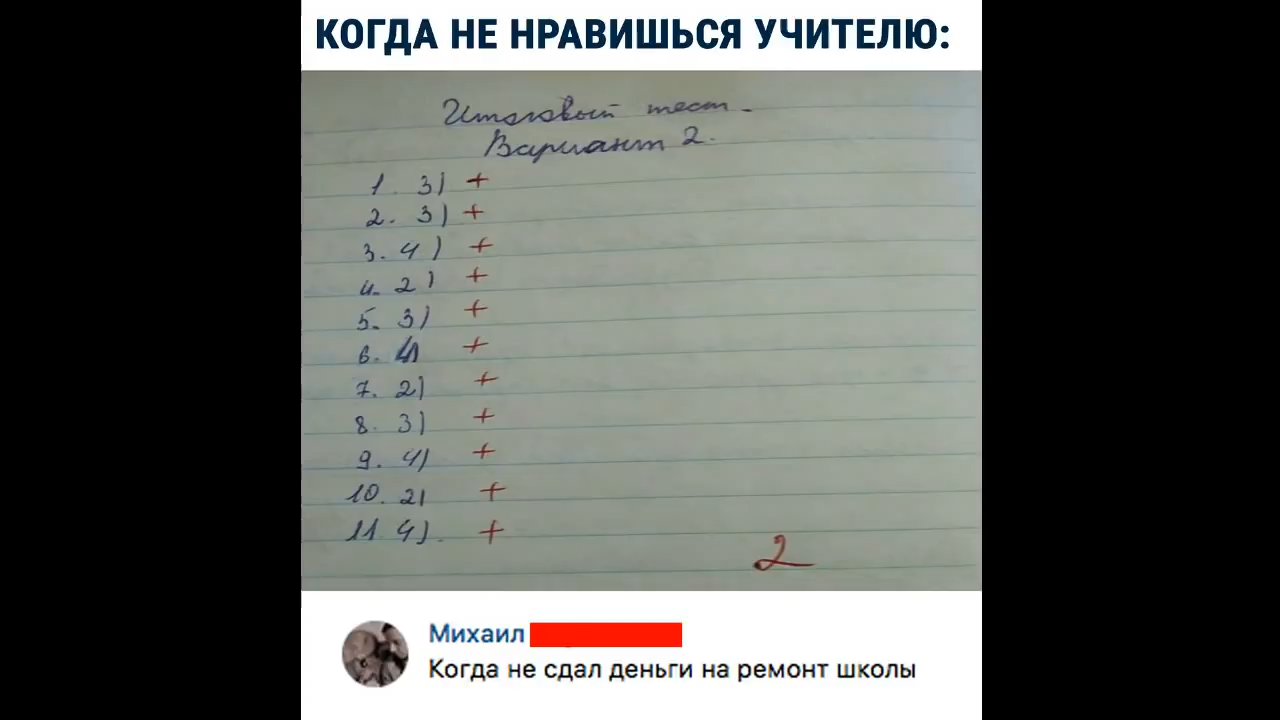 КОГДА НЕ НРАВИШЬСЯ УЧИТЕЛЮ:
Итоговый тест.
Вариант 2.
1. 3) +
2. 3) +
3. 4) +
4. 2) +
5. 3) +
6. 4) +
7. 2) +
8. 3) +
9. 4) +
10. 2) +
11. 4). +
2
Михаил
Когда не сдал деньги на ремонт школы